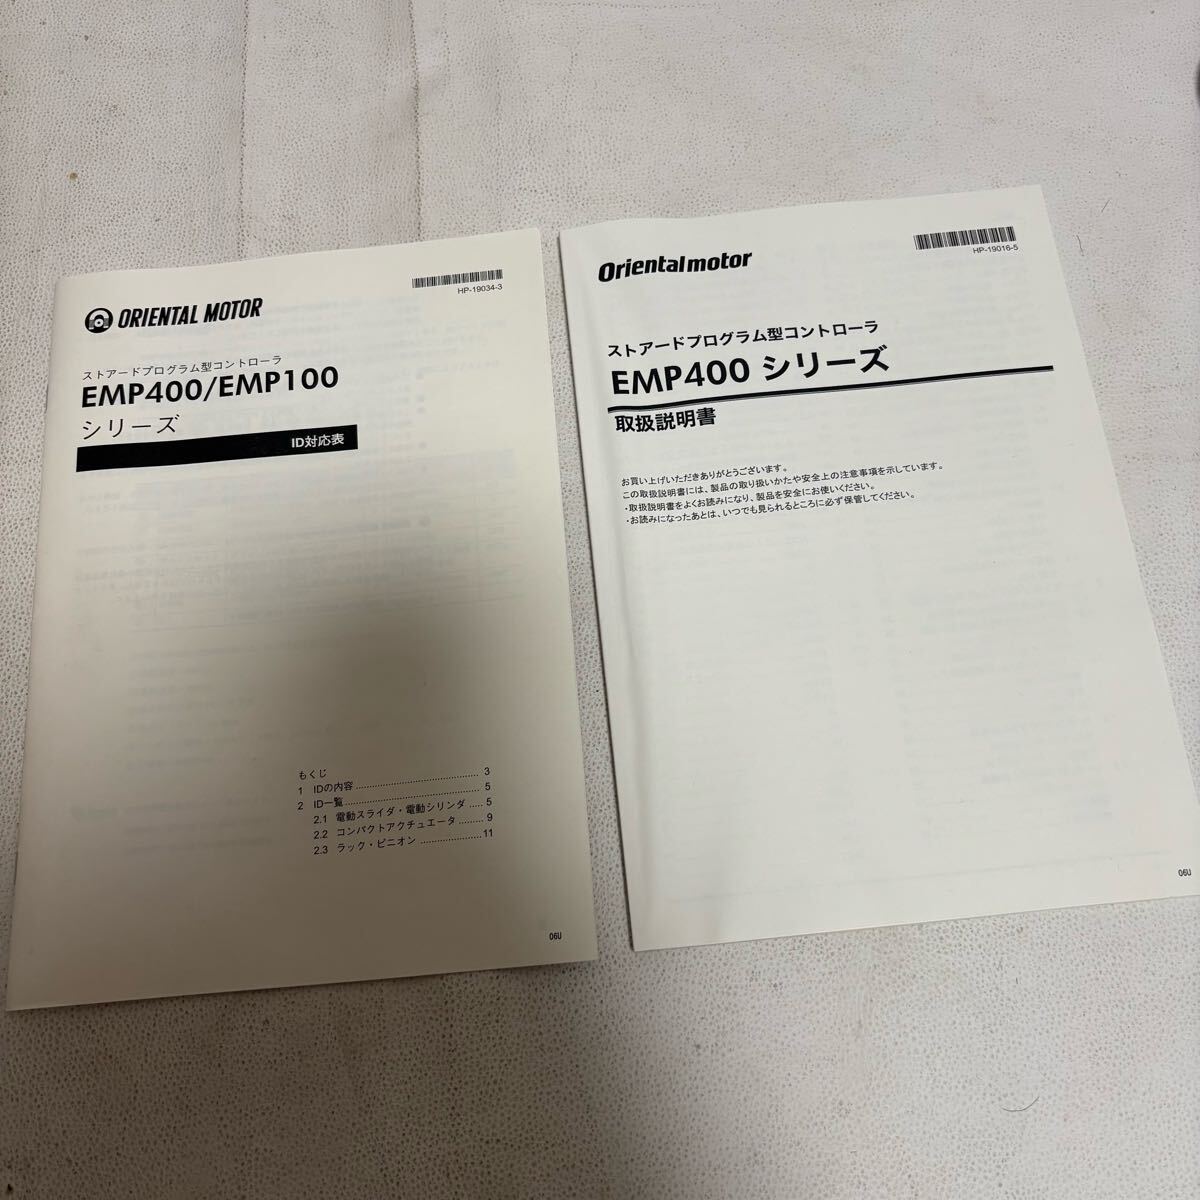 HP-19034-3
ORIENTAL MOTOR
ストアードプログラム型コントローラ
EMP400/EMP100
シリーズ
ID対応表
もくじ
1 IDの内容 ............ 3
2 ID一覧 ............ 5
2.1 電動スライダ・電動シリンダ ..... 5
2.2 コンパクトアクチュエータ ......... 9
2.3 ラック・ピニオン ............ 11
06U
HP-19016-5
Orientalmotor
ストアードプログラム型コントローラ
EMP400 シリーズ
取扱説明書
お買い上げいただきありがとうございます。
この取扱説明書には、製品の取り扱いかたや安全上の注意事項を示しています。
・取扱説明書をよくお読みになり、製品を安全にお使いください。
・お読みになったあとは、いつでも見られるところに必ず保管してください。
06U